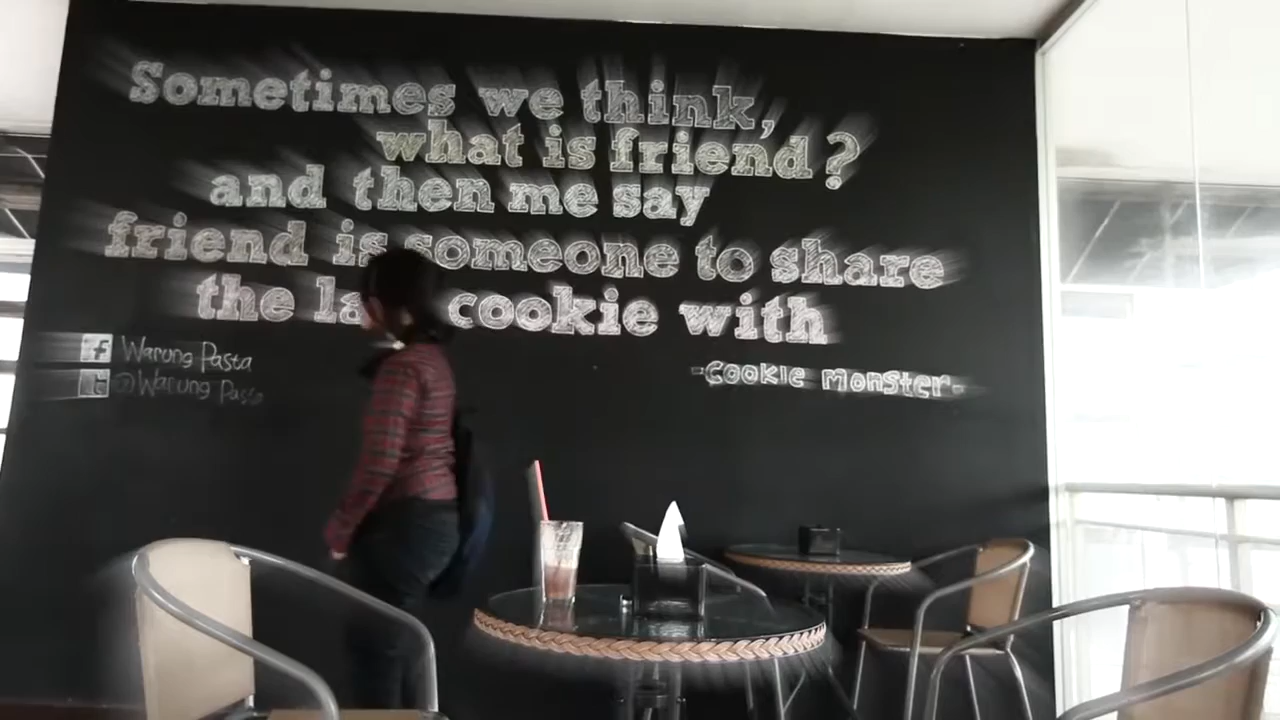 Sometimes we think,
what is friend?
and then me say
friend is someone to share
the la cookie with
-Cookie Monster-
f Warung Pasta
t @Warung Pasta